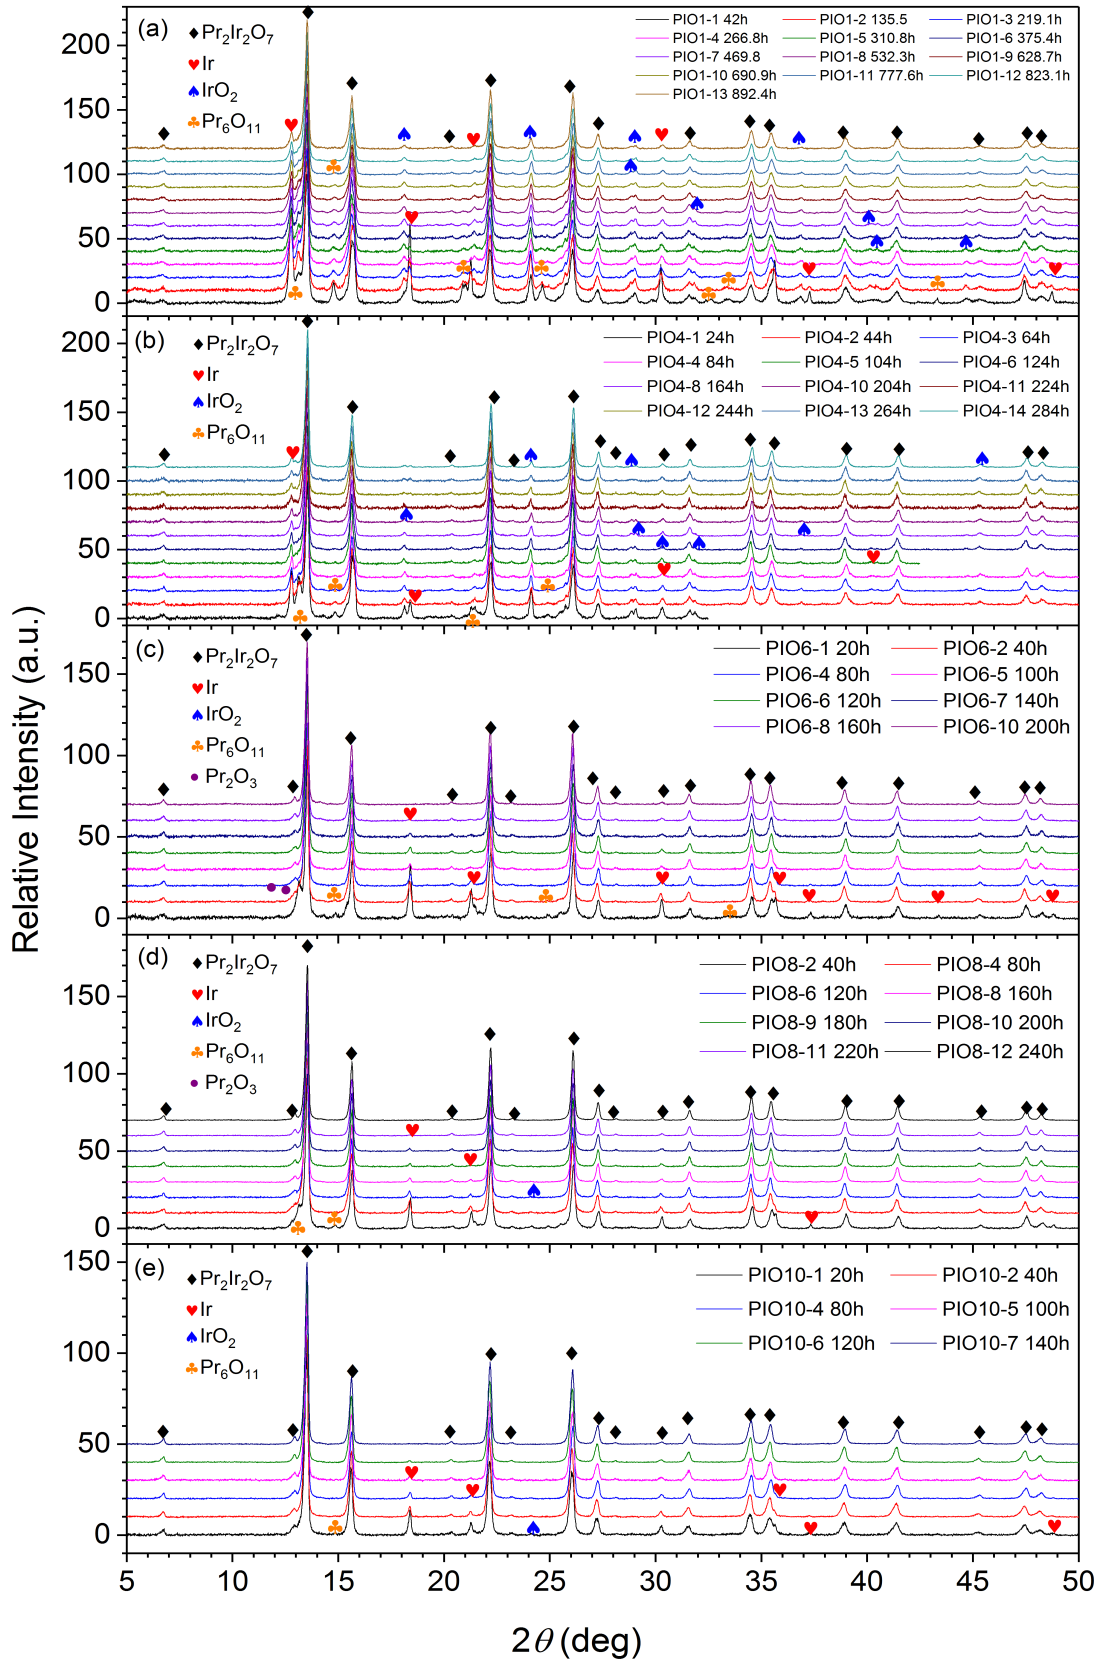 Relative Intensity (a.u.)
(a)
Pr2Ir2O7
Ir
IrO2
Pr6O11
PIO1-1 42h PIO1-2 135.5 PIO1-3 219.1h
PIO1-4 266.8h PIO1-5 310.8h PIO1-6 375.4h
PIO1-7 469.8 PIO1-8 532.3h PIO1-9 628.7h
PIO1-10 690.9h PIO1-11 777.6h PIO1-12 823.1h
PIO1-13 892.4h
200
150
100
50
0
(b)
Pr2Ir2O7
Ir
IrO2
Pr6O11
PIO4-1 24h PIO4-2 44h PIO4-3 64h
PIO4-4 84h PIO4-5 104h PIO4-6 124h
PIO4-8 164h PIO4-10 204h PIO4-11 224h
PIO4-12 244h PIO4-13 264h PIO4-14 284h
200
150
100
50
0
(c)
Pr2Ir2O7
Ir
IrO2
Pr6O11
Pr2O3
PIO6-1 20h PIO6-2 40h
PIO6-4 80h PIO6-5 100h
PIO6-6 120h PIO6-7 140h
PIO6-8 160h PIO6-10 200h
150
100
50
0
(d)
Pr2Ir2O7
Ir
IrO2
Pr6O11
Pr2O3
PIO8-2 40h PIO8-4 80h
PIO8-6 120h PIO8-8 160h
PIO8-9 180h PIO8-10 200h
PIO8-11 220h PIO8-12 240h
150
100
50
0
(e)
Pr2Ir2O7
Ir
IrO2
Pr6O11
PIO10-1 20h PIO10-2 40h
PIO10-4 80h PIO10-5 100h
PIO10-6 120h PIO10-7 140h
150
100
50
0
5 10 15 20 25 30 35 40 45 50
2θ (deg)